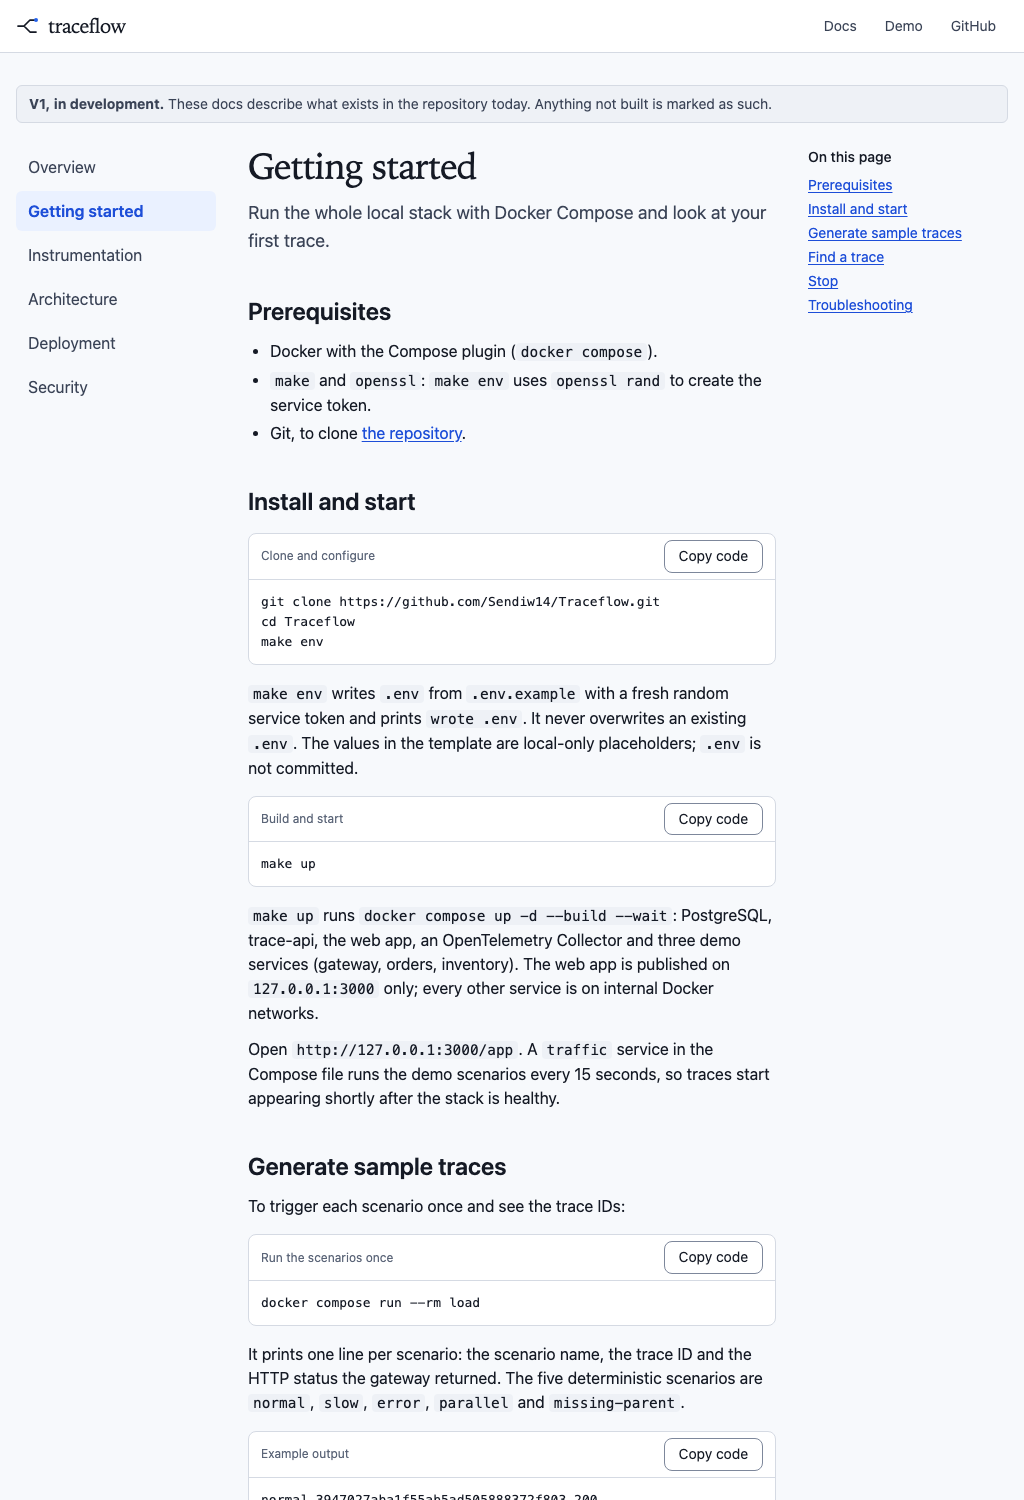 traceflow
Docs
Demo
GitHub
V1, in development. These docs describe what exists in the repository today. Anything not built is marked as such.
Overview
Getting started
Instrumentation
Architecture
Deployment
Security
Getting started
Run the whole local stack with Docker Compose and look at your
first trace.
Prerequisites
• Docker with the Compose plugin ( docker compose ).
• make and openssl : make env uses openssl rand to create the
service token.
• Git, to clone the repository.
Install and start
Clone and configure
Copy code
git clone https://github.com/Sendiw14/Traceflow.git
cd Traceflow
make env
make env writes .env from .env.example with a fresh random
service token and prints wrote .env . It never overwrites an existing
.env . The values in the template are local-only placeholders; .env is
not committed.
Build and start
Copy code
make up
make up runs docker compose up -d --build --wait : PostgreSQL,
trace-api, the web app, an OpenTelemetry Collector and three demo
services (gateway, orders, inventory). The web app is published on
127.0.0.1:3000 only; every other service is on internal Docker
networks.
Open http://127.0.0.1:3000/app . A traffic service in the
Compose file runs the demo scenarios every 15 seconds, so traces start
appearing shortly after the stack is healthy.
Generate sample traces
To trigger each scenario once and see the trace IDs:
Run the scenarios once
Copy code
docker compose run --rm load
It prints one line per scenario: the scenario name, the trace ID and the
HTTP status the gateway returned. The five deterministic scenarios are
normal , slow , error , parallel and missing-parent .
Example output
Copy code
On this page
Prerequisites
Install and start
Generate sample traces
Find a trace
Stop
Troubleshooting